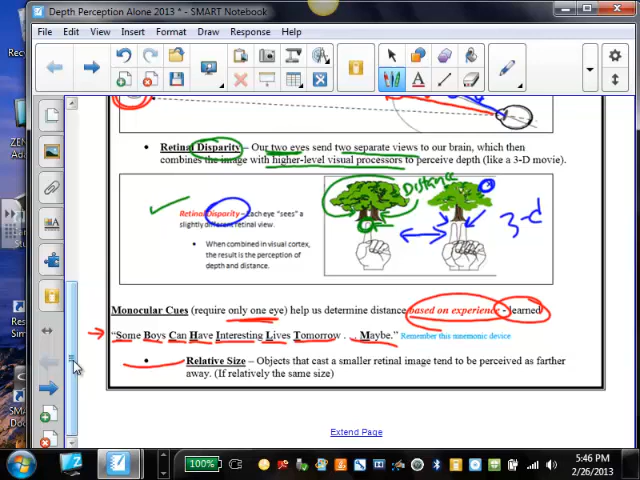 Depth Perception Alone 2013 * - SMART Notebook
File Edit View Insert Format Draw Response Help
Retinal Disparity – Our two eyes send two separate views to our brain, which then
combines the image with higher-level visual processors to perceive depth (like a 3-D movie).
Distance
3-d
Retinal Disparity – Each eye "sees" a
slightly different retinal view.
When combined in visual cortex,
the result is the perception of
depth and distance.
Monocular Cues (require only one eye) help us determine distance based on experience - learned
"Some Boys Can Have Interesting Lives Tomorrow . . Maybe." Remember this mnemonic device
Relative Size – Objects that cast a smaller retinal image tend to be perceived as farther
away. (If relatively the same size)
Extend Page
100%
5:46 PM
2/26/2013